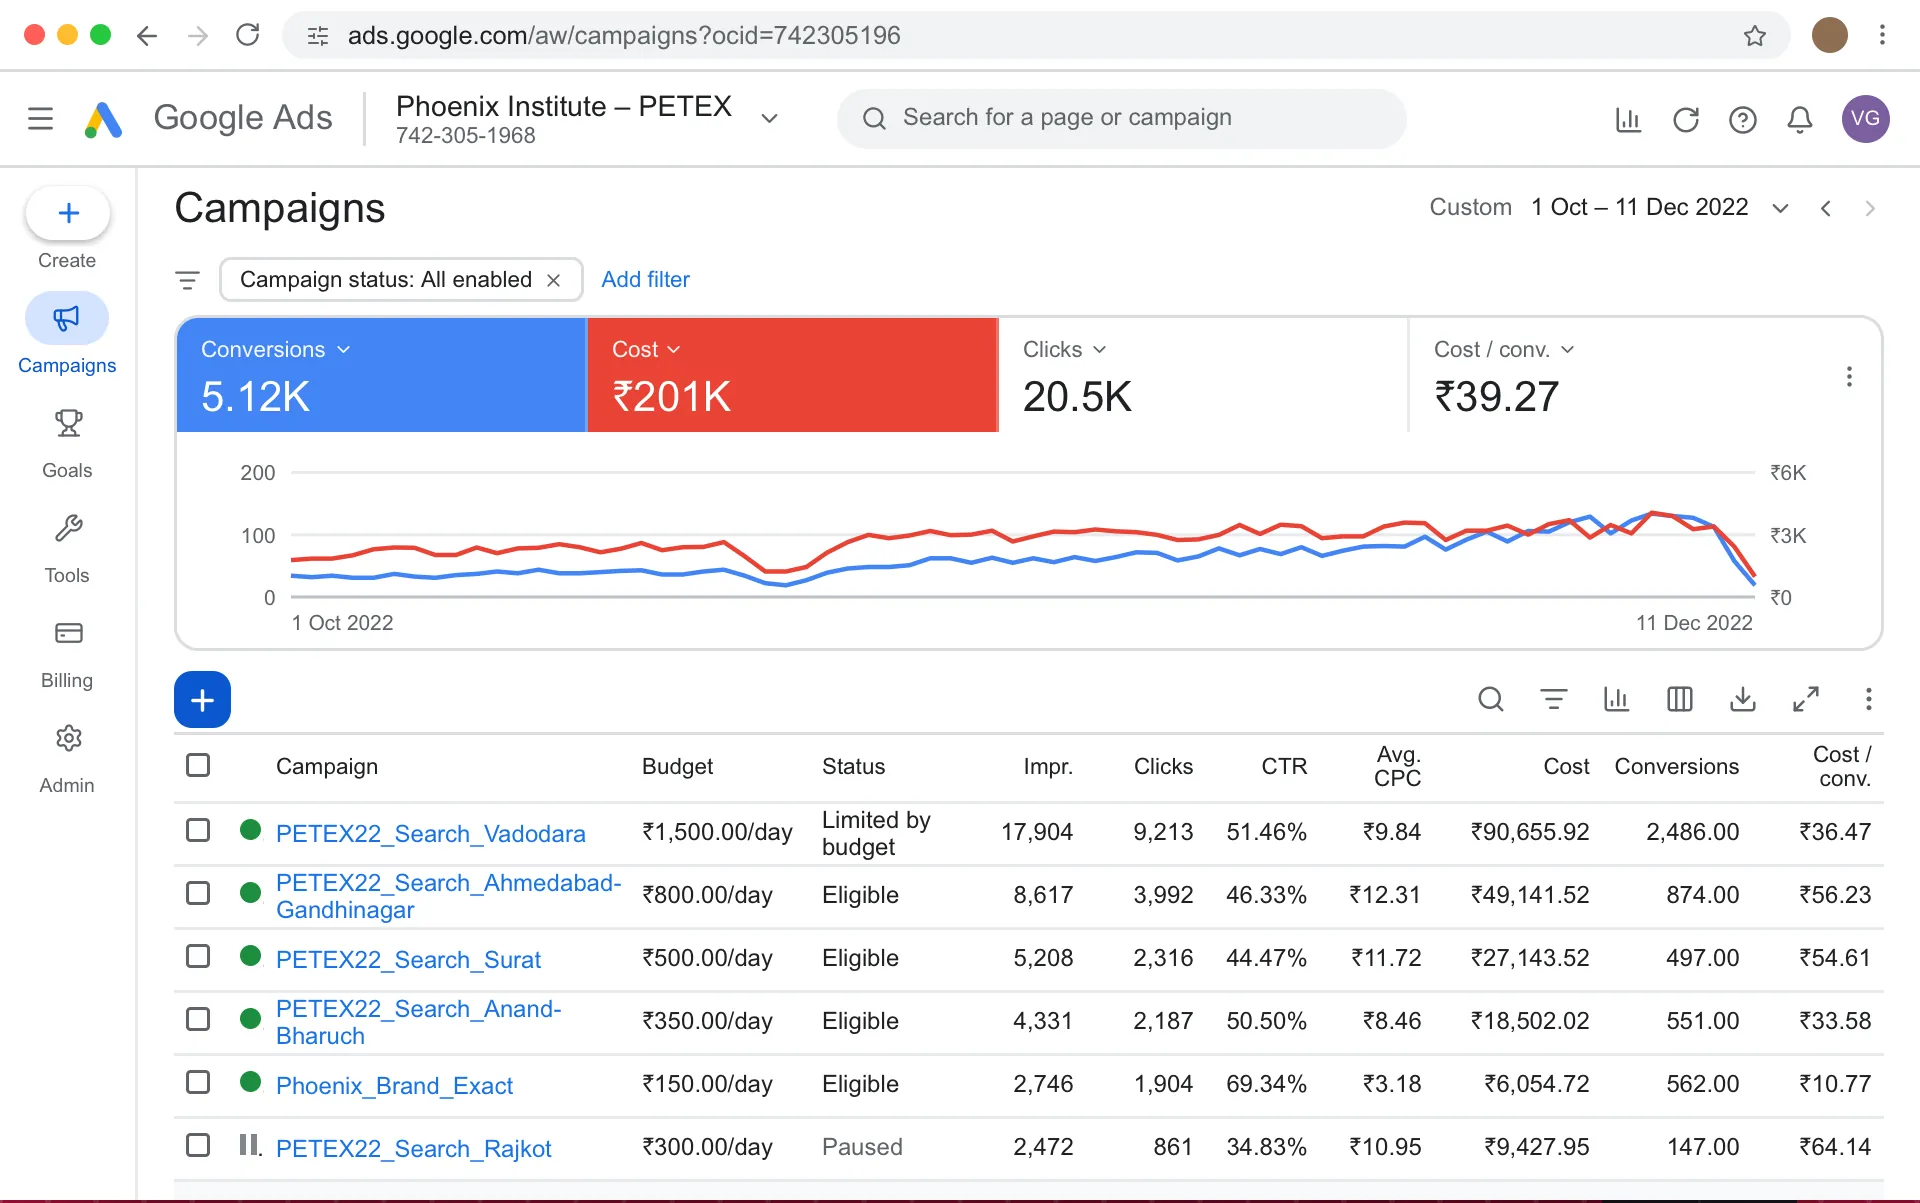 ads.google.com/aw/campaigns?ocid=742305196
Google Ads
Phoenix Institute – PETEX
742-305-1968
Search for a page or campaign
VG
Create
Campaigns
Goals
Tools
Billing
Admin
Campaigns
Custom 1 Oct – 11 Dec 2022
Campaign status: All enabled
Add filter
Conversions
5.12K
Cost
₹201K
Clicks
20.5K
Cost / conv.
₹39.27
200 ₹6K
100 ₹3K
0 ₹0
1 Oct 2022 11 Dec 2022
Campaign Budget Status Impr. Clicks CTR Avg. CPC Cost Conversions Cost / conv.
PETEX22_Search_Vadodara ₹1,500.00/day Limited by budget 17,904 9,213 51.46% ₹9.84 ₹90,655.92 2,486.00 ₹36.47
PETEX22_Search_Ahmedabad-Gandhinagar ₹800.00/day Eligible 8,617 3,992 46.33% ₹12.31 ₹49,141.52 874.00 ₹56.23
PETEX22_Search_Surat ₹500.00/day Eligible 5,208 2,316 44.47% ₹11.72 ₹27,143.52 497.00 ₹54.61
PETEX22_Search_Anand-Bharuch ₹350.00/day Eligible 4,331 2,187 50.50% ₹8.46 ₹18,502.02 551.00 ₹33.58
Phoenix_Brand_Exact ₹150.00/day Eligible 2,746 1,904 69.34% ₹3.18 ₹6,054.72 562.00 ₹10.77
PETEX22_Search_Rajkot ₹300.00/day Paused 2,472 861 34.83% ₹10.95 ₹9,427.95 147.00 ₹64.14